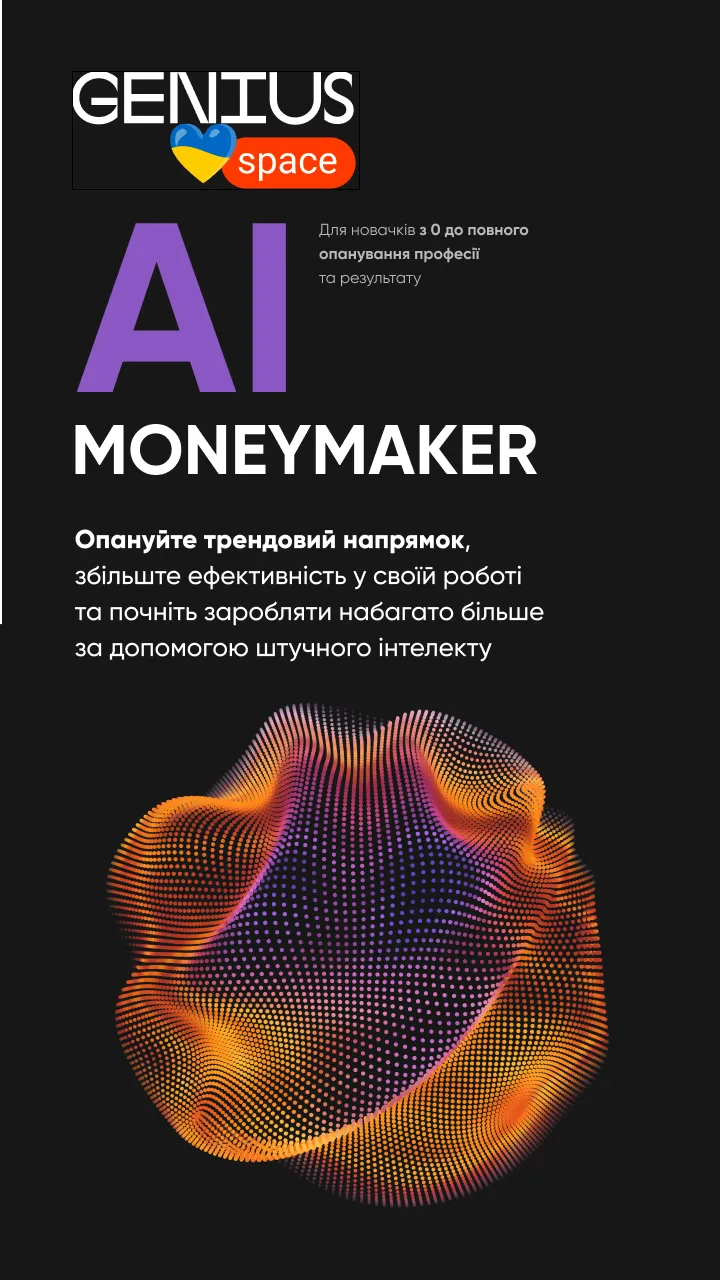 GENIUS
space
AI
Для новачків з 0 до повного
опанування професії
та результату
MONEYMAKER
Опануйте трендовий напрямок,
збільште ефективність у своїй роботі
та почніть заробляти набагато більше
за допомогою штучного інтелекту